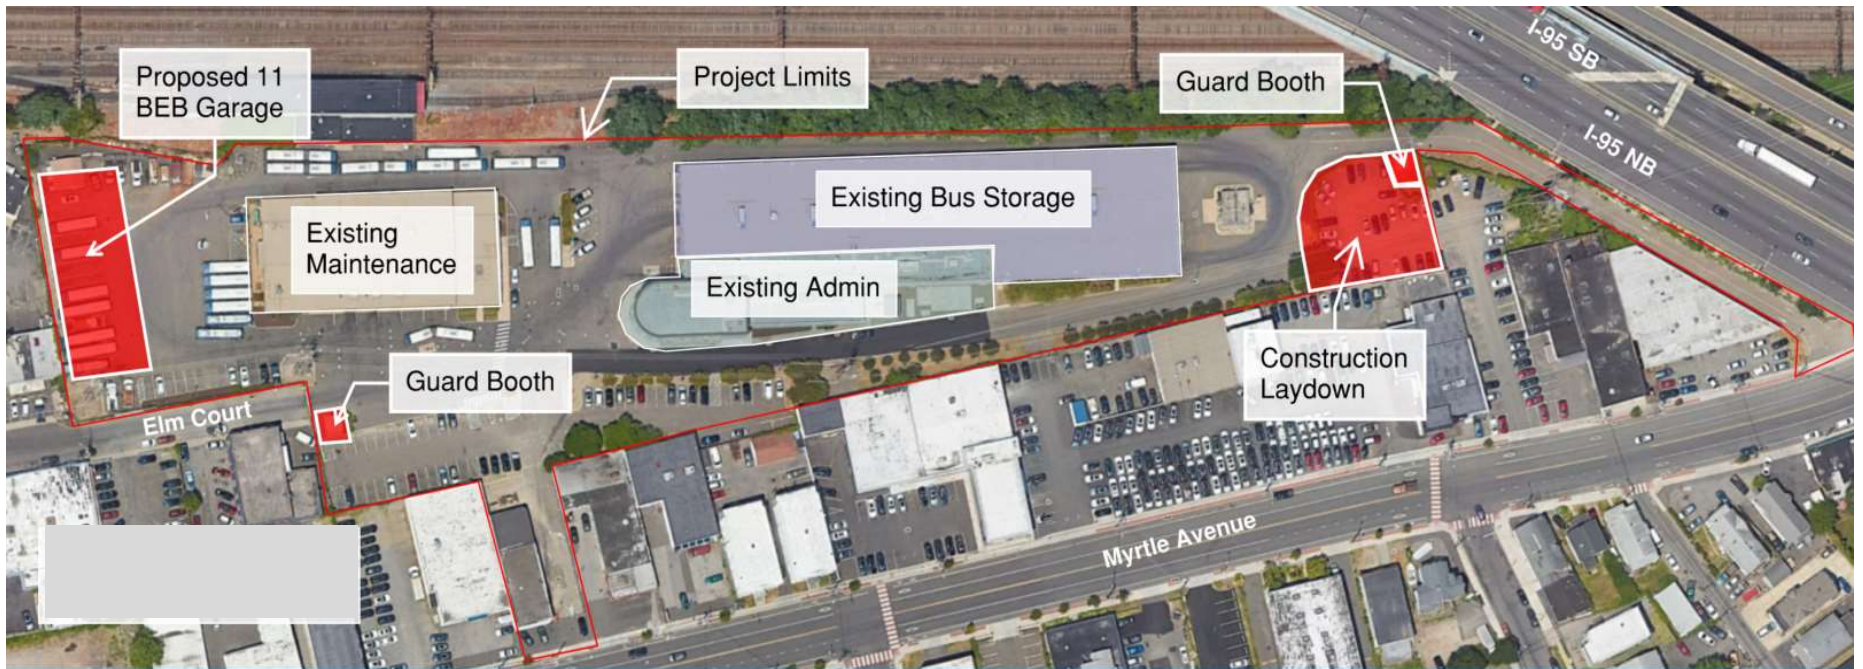 Proposed 11
BEB Garage
Project Limits
Guard Booth
I-95 SB
I-95 NB
Existing
Maintenance
Existing Bus Storage
Existing Admin
Guard Booth
Construction
Laydown
Elm Court
Myrtle Avenue